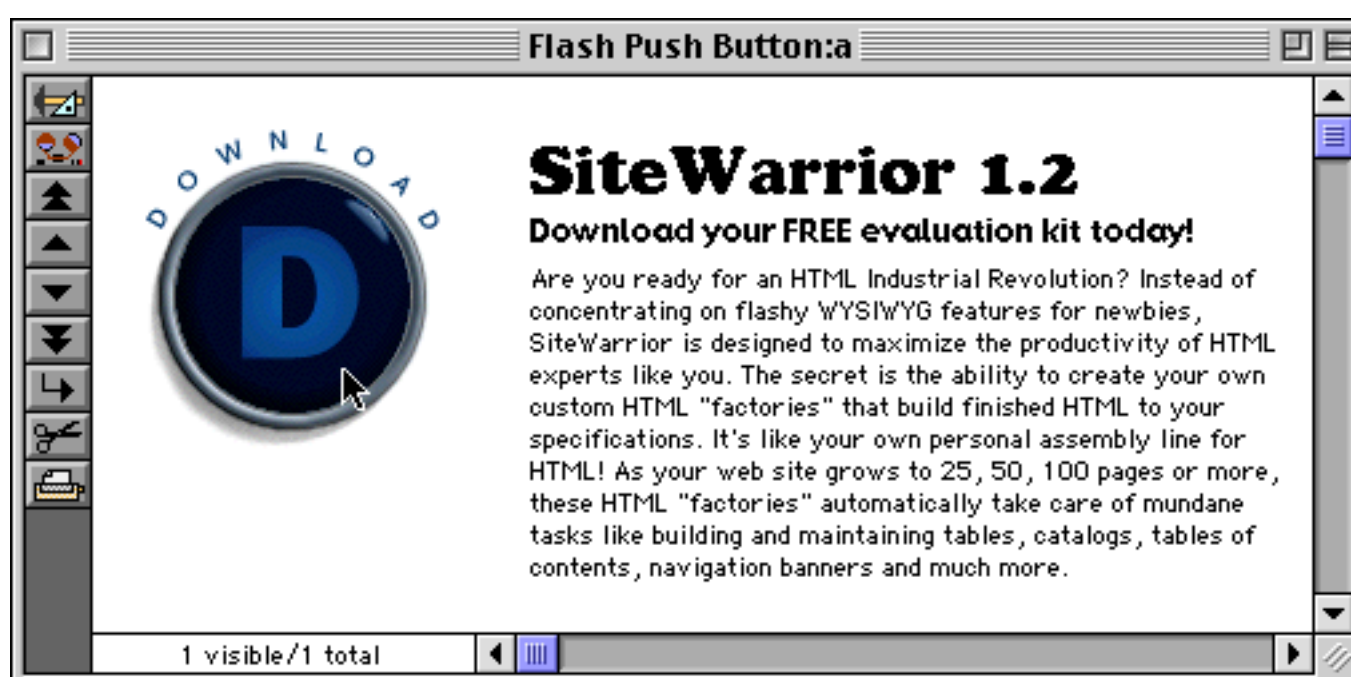 Flash Push Button:a
DOWNLOAD
D
SiteWarrior 1.2
Download your FREE evaluation kit today!
Are you ready for an HTML Industrial Revolution? Instead of
concentrating on flashy WYSIWYG features for newbies,
SiteWarrior is designed to maximize the productivity of HTML
experts like you. The secret is the ability to create your own
custom HTML "factories" that build finished HTML to your
specifications. It's like your own personal assembly line for
HTML! As your web site grows to 25, 50, 100 pages or more,
these HTML "factories" automatically take care of mundane
tasks like building and maintaining tables, catalogs, tables of
contents, navigation banners and much more.
1 visible/1 total